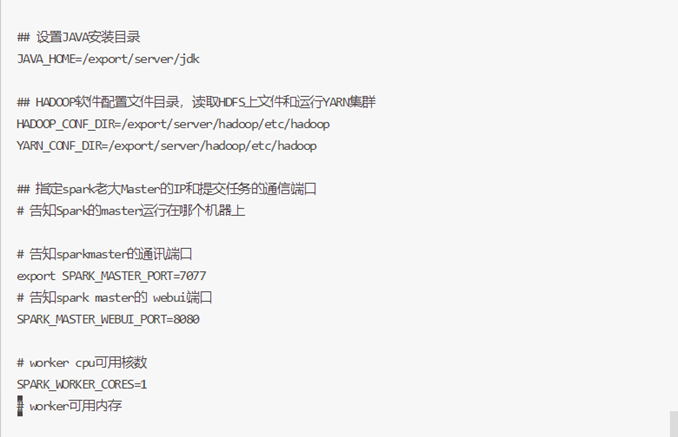 ## 设置JAVA安装目录
JAVA_HOME=/export/server/jdk
## HADOOP软件配置文件目录，读取HDFS上文件和运行YARN集群
HADOOP_CONF_DIR=/export/server/hadoop/etc/hadoop
YARN_CONF_DIR=/export/server/hadoop/etc/hadoop
## 指定spark老大Master的IP和提交任务的通信端口
# 告知Spark的master运行在哪个机器上
# 告知sparkmaster的通讯端口
export SPARK_MASTER_PORT=7077
# 告知spark master的 webui端口
SPARK_MASTER_WEBUI_PORT=8080
# worker cpu可用核数
SPARK_WORKER_CORES=1
# worker可用内存